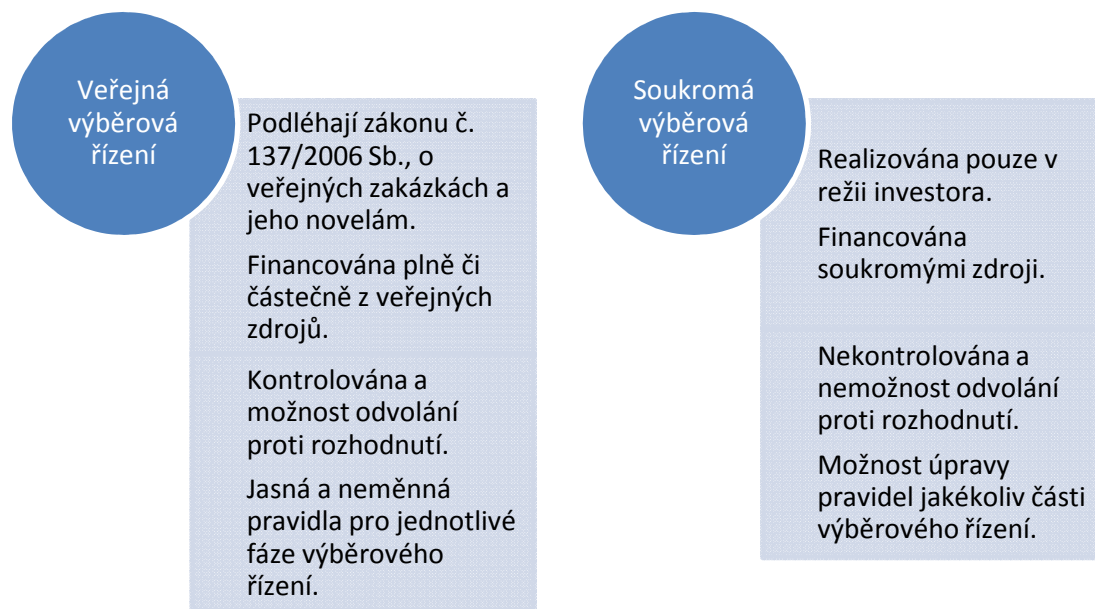 Veřejná
výběrová
řízení
Podléhají zákonu č.
137/2006 Sb., o
veřejných zakázkách a
jeho novelám.
Financována plně či
částečně z veřejných
zdrojů.
Kontrolována a
možnost odvolání
proti rozhodnutí.
Jasná a neměnná
pravidla pro jednotlivé
fáze výběrového
řízení.
Soukromá
výběrová
řízení
Realizována pouze v
režii investora.
Financována
soukromými zdroji.
Nekontrolována a
nemožnost odvolání
proti rozhodnutí.
Možnost úpravy
pravidel jakékoliv části
výběrového řízení.